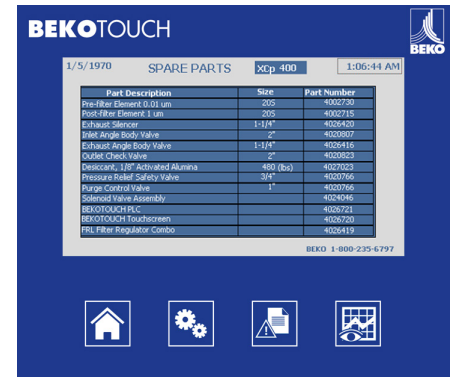 BEKOTOUCH
BEKO
1/5/1970 SPARE PARTS XCp 400 1:06:44 AM
Part Description Size Part Number
Pre-filter Element 0.01 um 205 4002730
Post-filter Element 1 um 205 4002715
Exhaust Silencer 1-1/4" 4026420
Inlet Angle Body Valve 2" 4020807
Exhaust Angle Body Valve 1-1/4" 4026416
Outlet Check Valve 2" 4020823
Desiccant, 1/8" Activated Alumina 480 (lbs) 4027023
Pressure Relief Safety Valve 3/4" 4020766
Purge Control Valve 1" 4020766
Solenoid Valve Assembly 4024046
BEKOTOUCH PLC 4026721
BEKOTOUCH Touchscreen 4026720
FRL Filter Regulator Combo 4026419
BEKO 1-800-235-6797